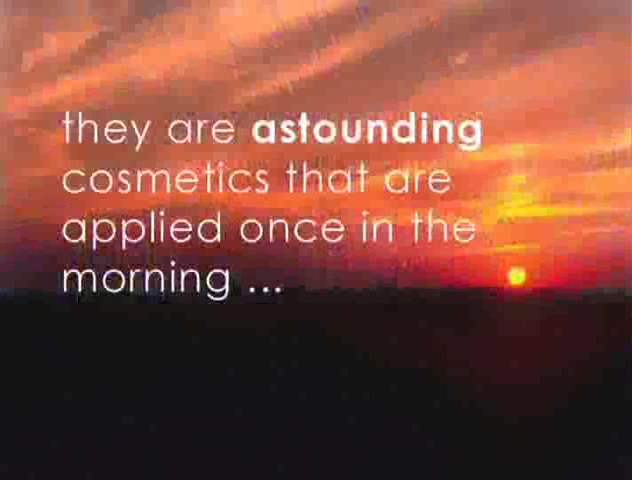 they are astounding
cosmetics that are
applied once in the
morning ...